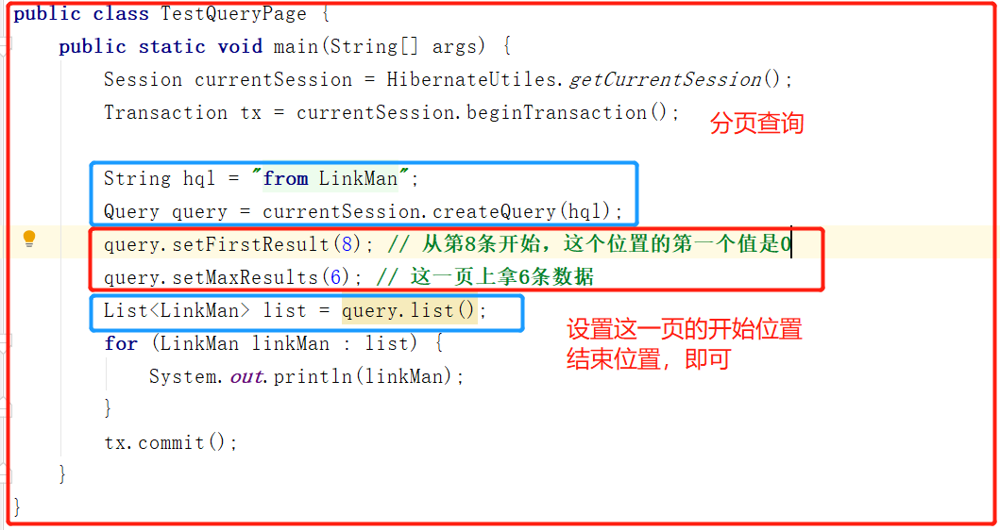 public class TestQueryPage {
public static void main(String[] args) {
Session currentSession = HibernateUtiles.getCurrentSession();
Transaction tx = currentSession.beginTransaction();
分页查询
String hql = "from LinkMan";
Query query = currentSession.createQuery(hql);
query.setFirstResult(8); // 从第8条开始，这个位置的第一个值是0
query.setMaxResults(6); // 这一页上拿6条数据
List<LinkMan> list = query.list();
设置这一页的开始位置
结束位置，即可
for (LinkMan linkMan : list) {
System.out.println(linkMan);
}
tx.commit();
}
}